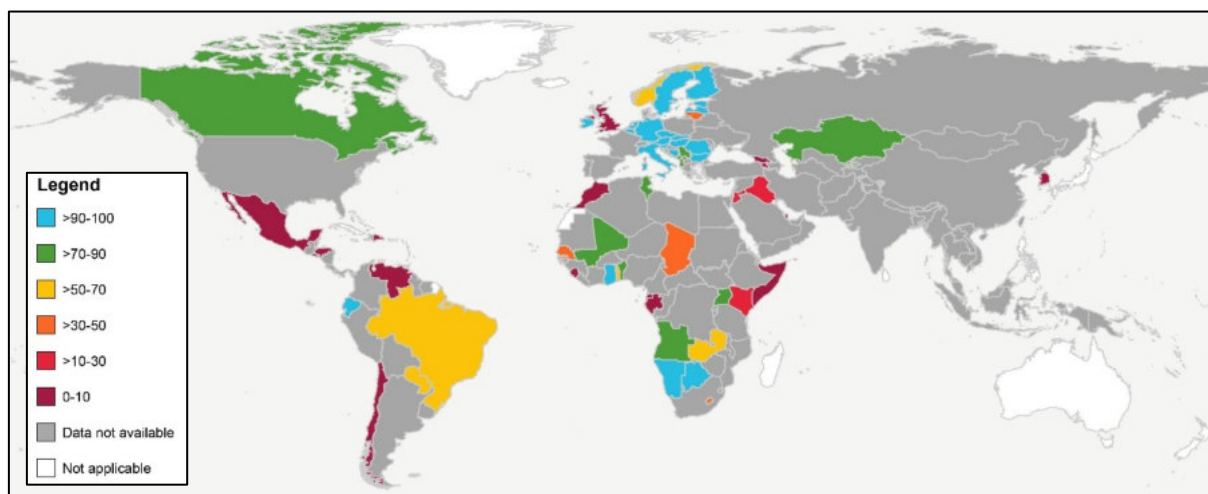 Legend
>90-100
>70-90
>50-70
>30-50
>10-30
0-10
Data not available
Not applicable